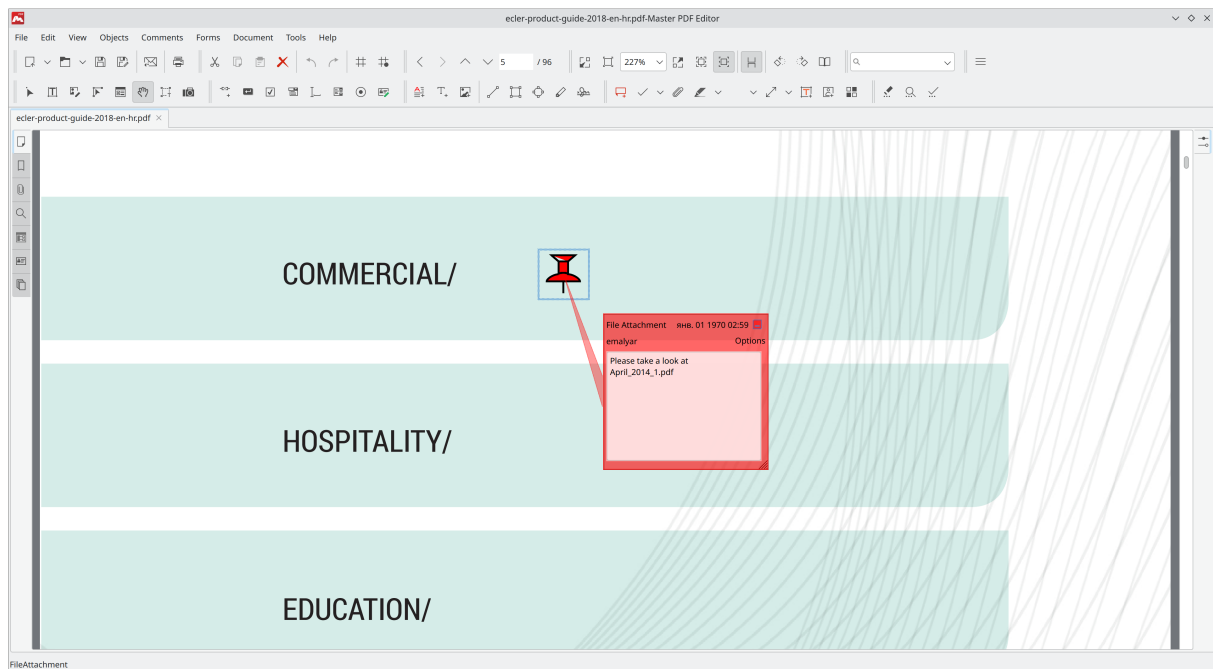 ecler-product-guide-2018-en-hr.pdf-Master PDF Editor
File Edit View Objects Comments Forms Document Tools Help
5 / 96 227%
ecler-product-guide-2018-en-hr.pdf
COMMERCIAL/
File Attachment янв. 01 1970 02:59
emalyar Options
Please take a look at
April_2014_1.pdf
HOSPITALITY/
EDUCATION/
FileAttachment